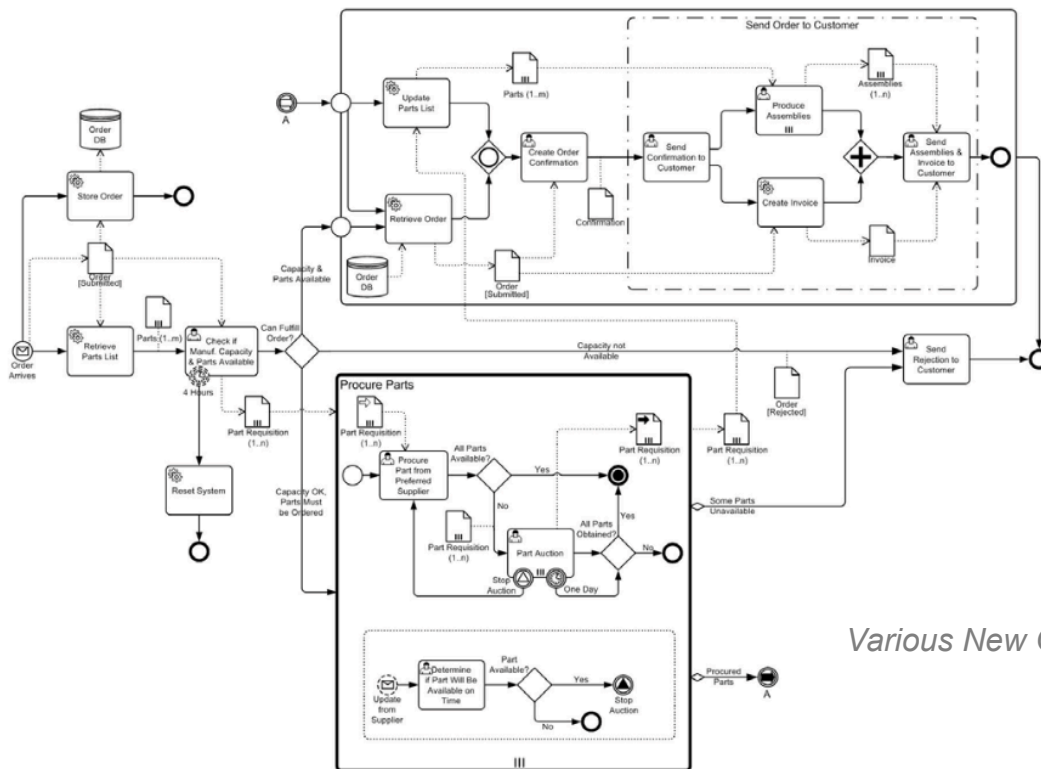 Send Order to Customer
Update
Parts List
Parts (1..m)
Produce
Assemblies
Assemblies
(1..n)
A
Order
DB
Store Order
Create Order
Confirmation
Send
Confirmation to
Customer
Send
Assemblies &
Invoice to
Customer
Retrieve Order
Create Invoice
Confirmation
Order
DB
Order
[Submitted]
Invoice
Capacity &
Parts Available
Order
[Submitted]
Parts (1..m)
Order
Arrives
Retrieve
Parts List
Check if
Manuf. Capacity
& Parts Available
4 Hours
Can Fulfill
Order?
Capacity not
Available
Send
Rejection to
Customer
Order
[Rejected]
Part Requisition
(1..n)
Reset System
Capacity OK,
Parts Must
be Ordered
Procure Parts
Part Requisition
(1..n)
Procure
Part from
Preferred
Supplier
All Parts
Available?
Yes
No
Part Requisition
(1..n)
Part Requisition
(1..n)
Part Requisition
(1..n)
Part Auction
All Parts
Obtained?
Yes
No
Stop
Auction
One Day
Some Parts
Unavailable
Update
from
Supplier
Determine
if Part Will Be
Available on
Time
Part
Available?
Yes
No
Stop
Auction
Procured
Parts
A
Various New